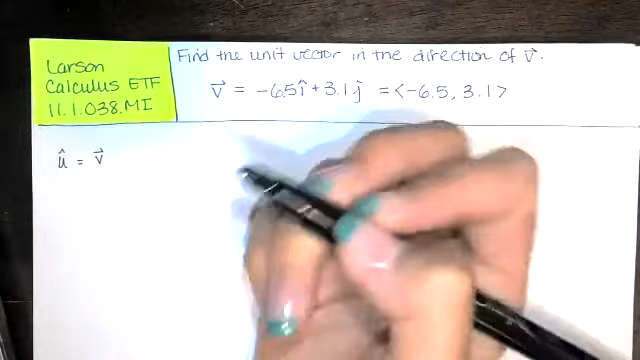 Larson
Calculus ETF
11.1.038.MI
Find the unit vector in the direction of v⃗.
v⃗ = -6.5î + 3.1ĵ = <-6.5, 3.1>
û = v⃗